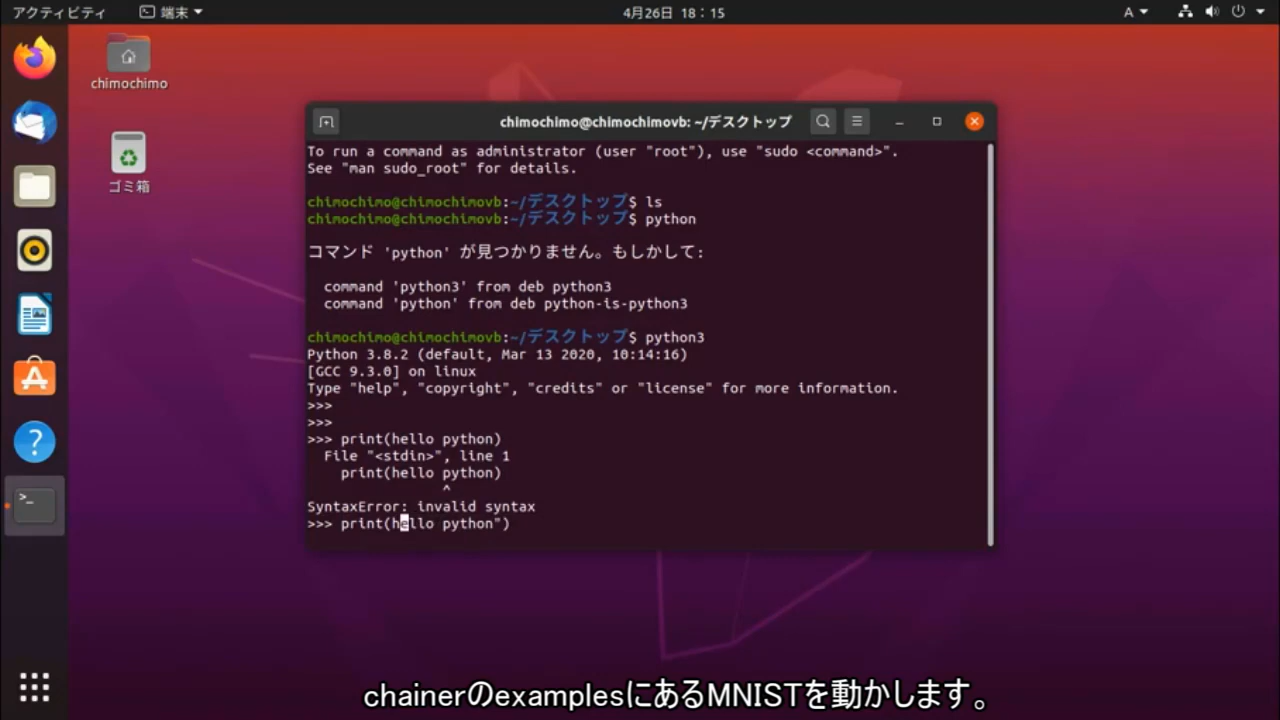 アクティビティ 端末 4月26日 18:15 A
chimochimo
ゴミ箱
chimochimo@chimochimovb: ~/デスクトップ
To run a command as administrator (user "root"), use "sudo <command>".
See "man sudo_root" for details.
chimochimo@chimochimovb:~/デスクトップ$ ls
chimochimo@chimochimovb:~/デスクトップ$ python
コマンド 'python' が見つかりません。もしかして:
command 'python3' from deb python3
command 'python' from deb python-is-python3
chimochimo@chimochimovb:~/デスクトップ$ python3
Python 3.8.2 (default, Mar 13 2020, 10:14:16)
[GCC 9.3.0] on linux
Type "help", "copyright", "credits" or "license" for more information.
>>>
>>>
>>> print(hello python)
File "<stdin>", line 1
print(hello python)
^
SyntaxError: invalid syntax
>>> print(hello python")
chainerのexamplesにあるMNISTを動かします。